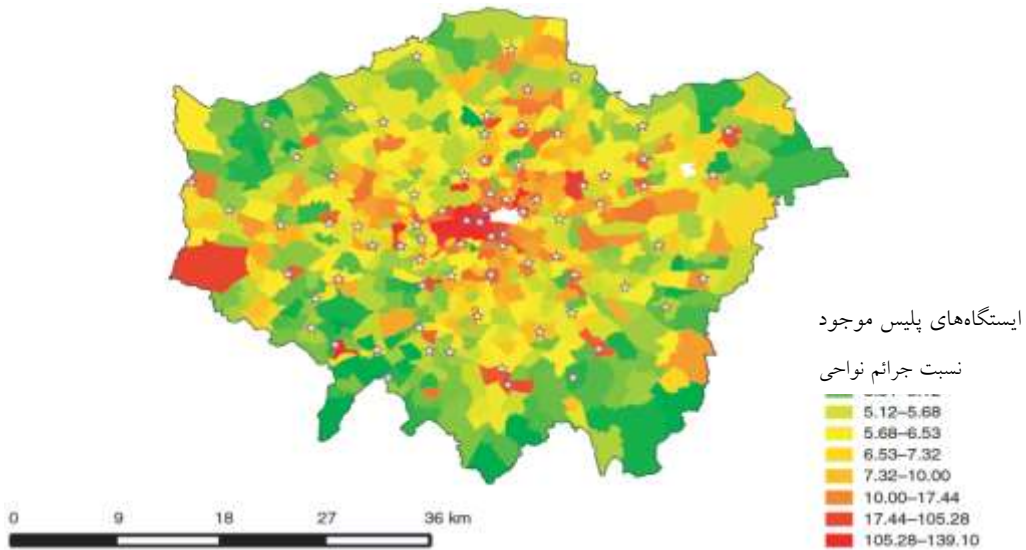 ایستگاه‌های پلیس موجود
نسبت جرائم نواحی
5.12–5.68
5.68–6.53
6.53–7.32
7.32–10.00
10.00–17.44
17.44–105.28
105.28–139.10
0 9 18 27 36 km